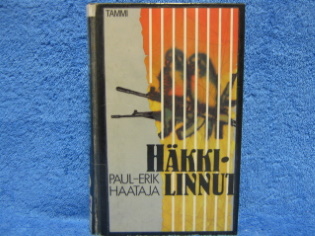 TAMMI
HÄKKI-
LINNUT
PAUL-ERIK
HAATAJA